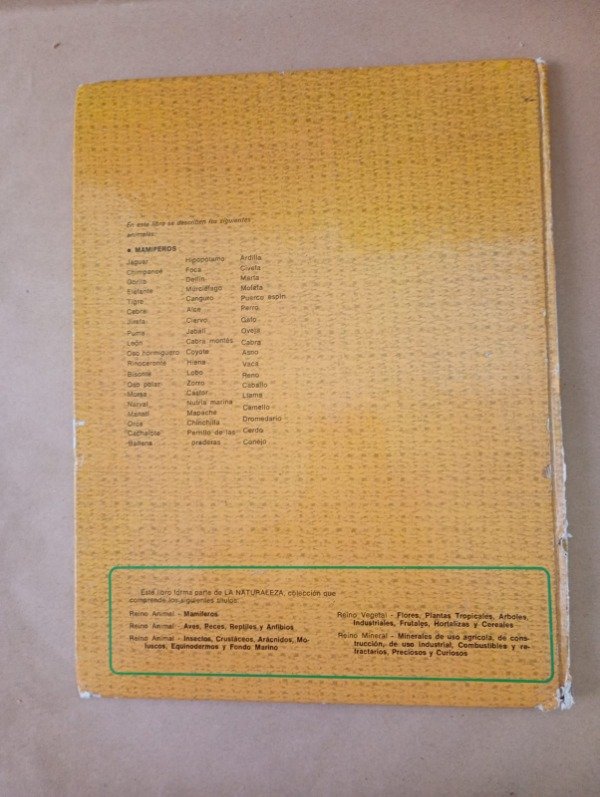 En este libro se describen los siguientes
animales:
■ MAMIFEROS
Jaguar
Chimpancé
Gorila
Elefante
Tigre
Cebra
Jirafa
Puma
León
Oso hormiguero
Rinoceronte
Bisonte
Oso polar
Morsa
Narval
Manatí
Orca
Cachalote
Ballena
Hipopótamo
Foca
Delfín
Murciélago
Canguro
Alce
Ciervo
Jabalí
Cabra montés
Coyote
Hiena
Lobo
Zorro
Castor
Nutria marina
Mapache
Chinchilla
Perrillo de las
praderas
Ardilla
Civeta
Marta
Mofeta
Puerco espín
Perro
Gato
Oveja
Cabra
Asno
Vaca
Reno
Caballo
Llama
Camello
Dromedario
Cerdo
Conejo
Este libro forma parte de LA NATURALEZA, colección que
comprende los siguientes títulos:
Reino Animal - Mamíferos
Reino Animal - Aves, Peces, Reptiles y Anfibios
Reino Animal - Insectos, Crustáceos, Arácnidos, Mo-
luscos, Equinodermos y Fondo Marino
Reino Vegetal - Flores, Plantas Tropicales, Arboles,
Industriales, Frutales, Hortalizas y Cereales
Reino Mineral - Minerales de uso agrícola, de cons-
trucción, de uso industrial, Combustibles y re-
fractarios, Preciosos y Curiosos